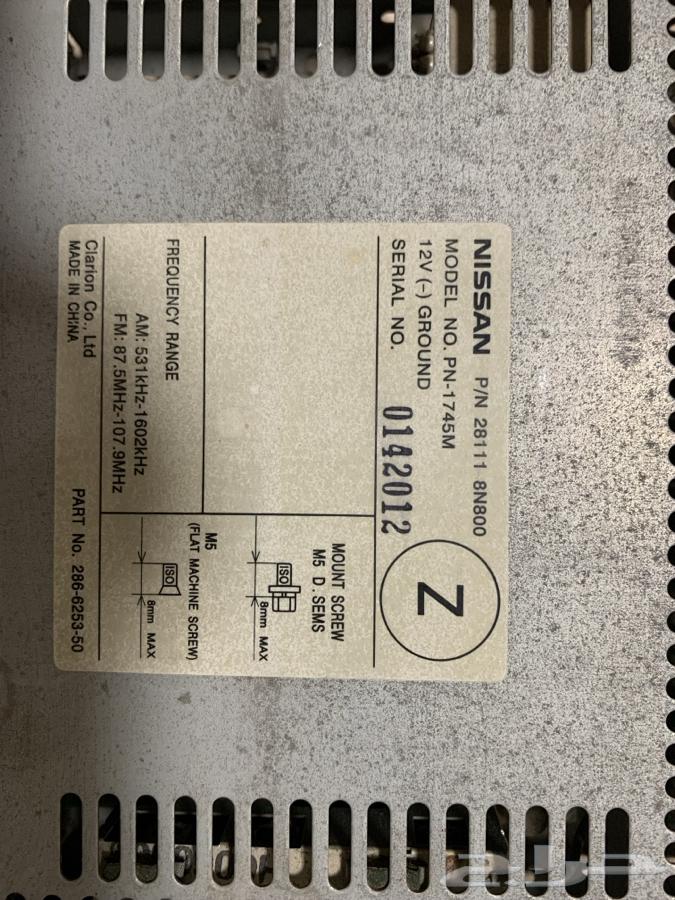 NISSAN P/N 28111 8N800
MODEL NO. PN-1745M
12V (-) GROUND
SERIAL NO. 0142012
Z
MOUNT SCREW
M5 D. SEMS
ISO
8mm MAX
M5
(FLAT MACHINE SCREW)
ISO
8mm MAX
FREQUENCY RANGE
AM: 531kHz-1602kHz
FM: 87.5MHz-107.9MHz
Clarion Co., Ltd
MADE IN CHINA
PART No. 286-6253-50